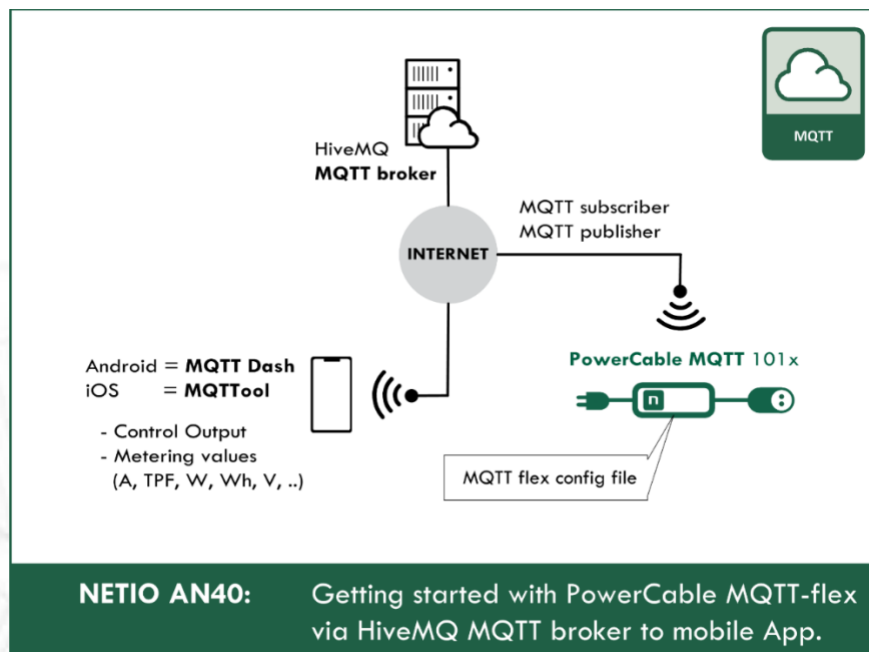 MQTT
HiveMQ
MQTT broker
MQTT subscriber
MQTT publisher
INTERNET
Android = MQTT Dash
iOS = MQTTool
- Control Output
- Metering values
(A, TPF, W, Wh, V, ..)
PowerCable MQTT 101x
n
MQTT flex config file
NETIO AN40: Getting started with PowerCable MQTT-flex
via HiveMQ MQTT broker to mobile App.